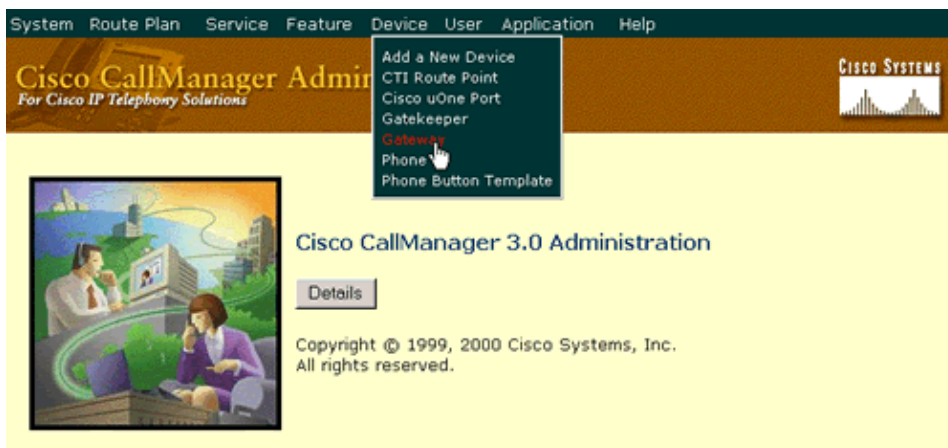 System Route Plan Service Feature Device User Application Help
Add a New Device
CTI Route Point
Cisco uOne Port
Gatekeeper
Gateway
Phone
Phone Button Template
Cisco CallManager Admin
For Cisco IP Telephony Solutions
CISCO SYSTEMS
Cisco CallManager 3.0 Administration
Details
Copyright © 1999, 2000 Cisco Systems, Inc.
All rights reserved.